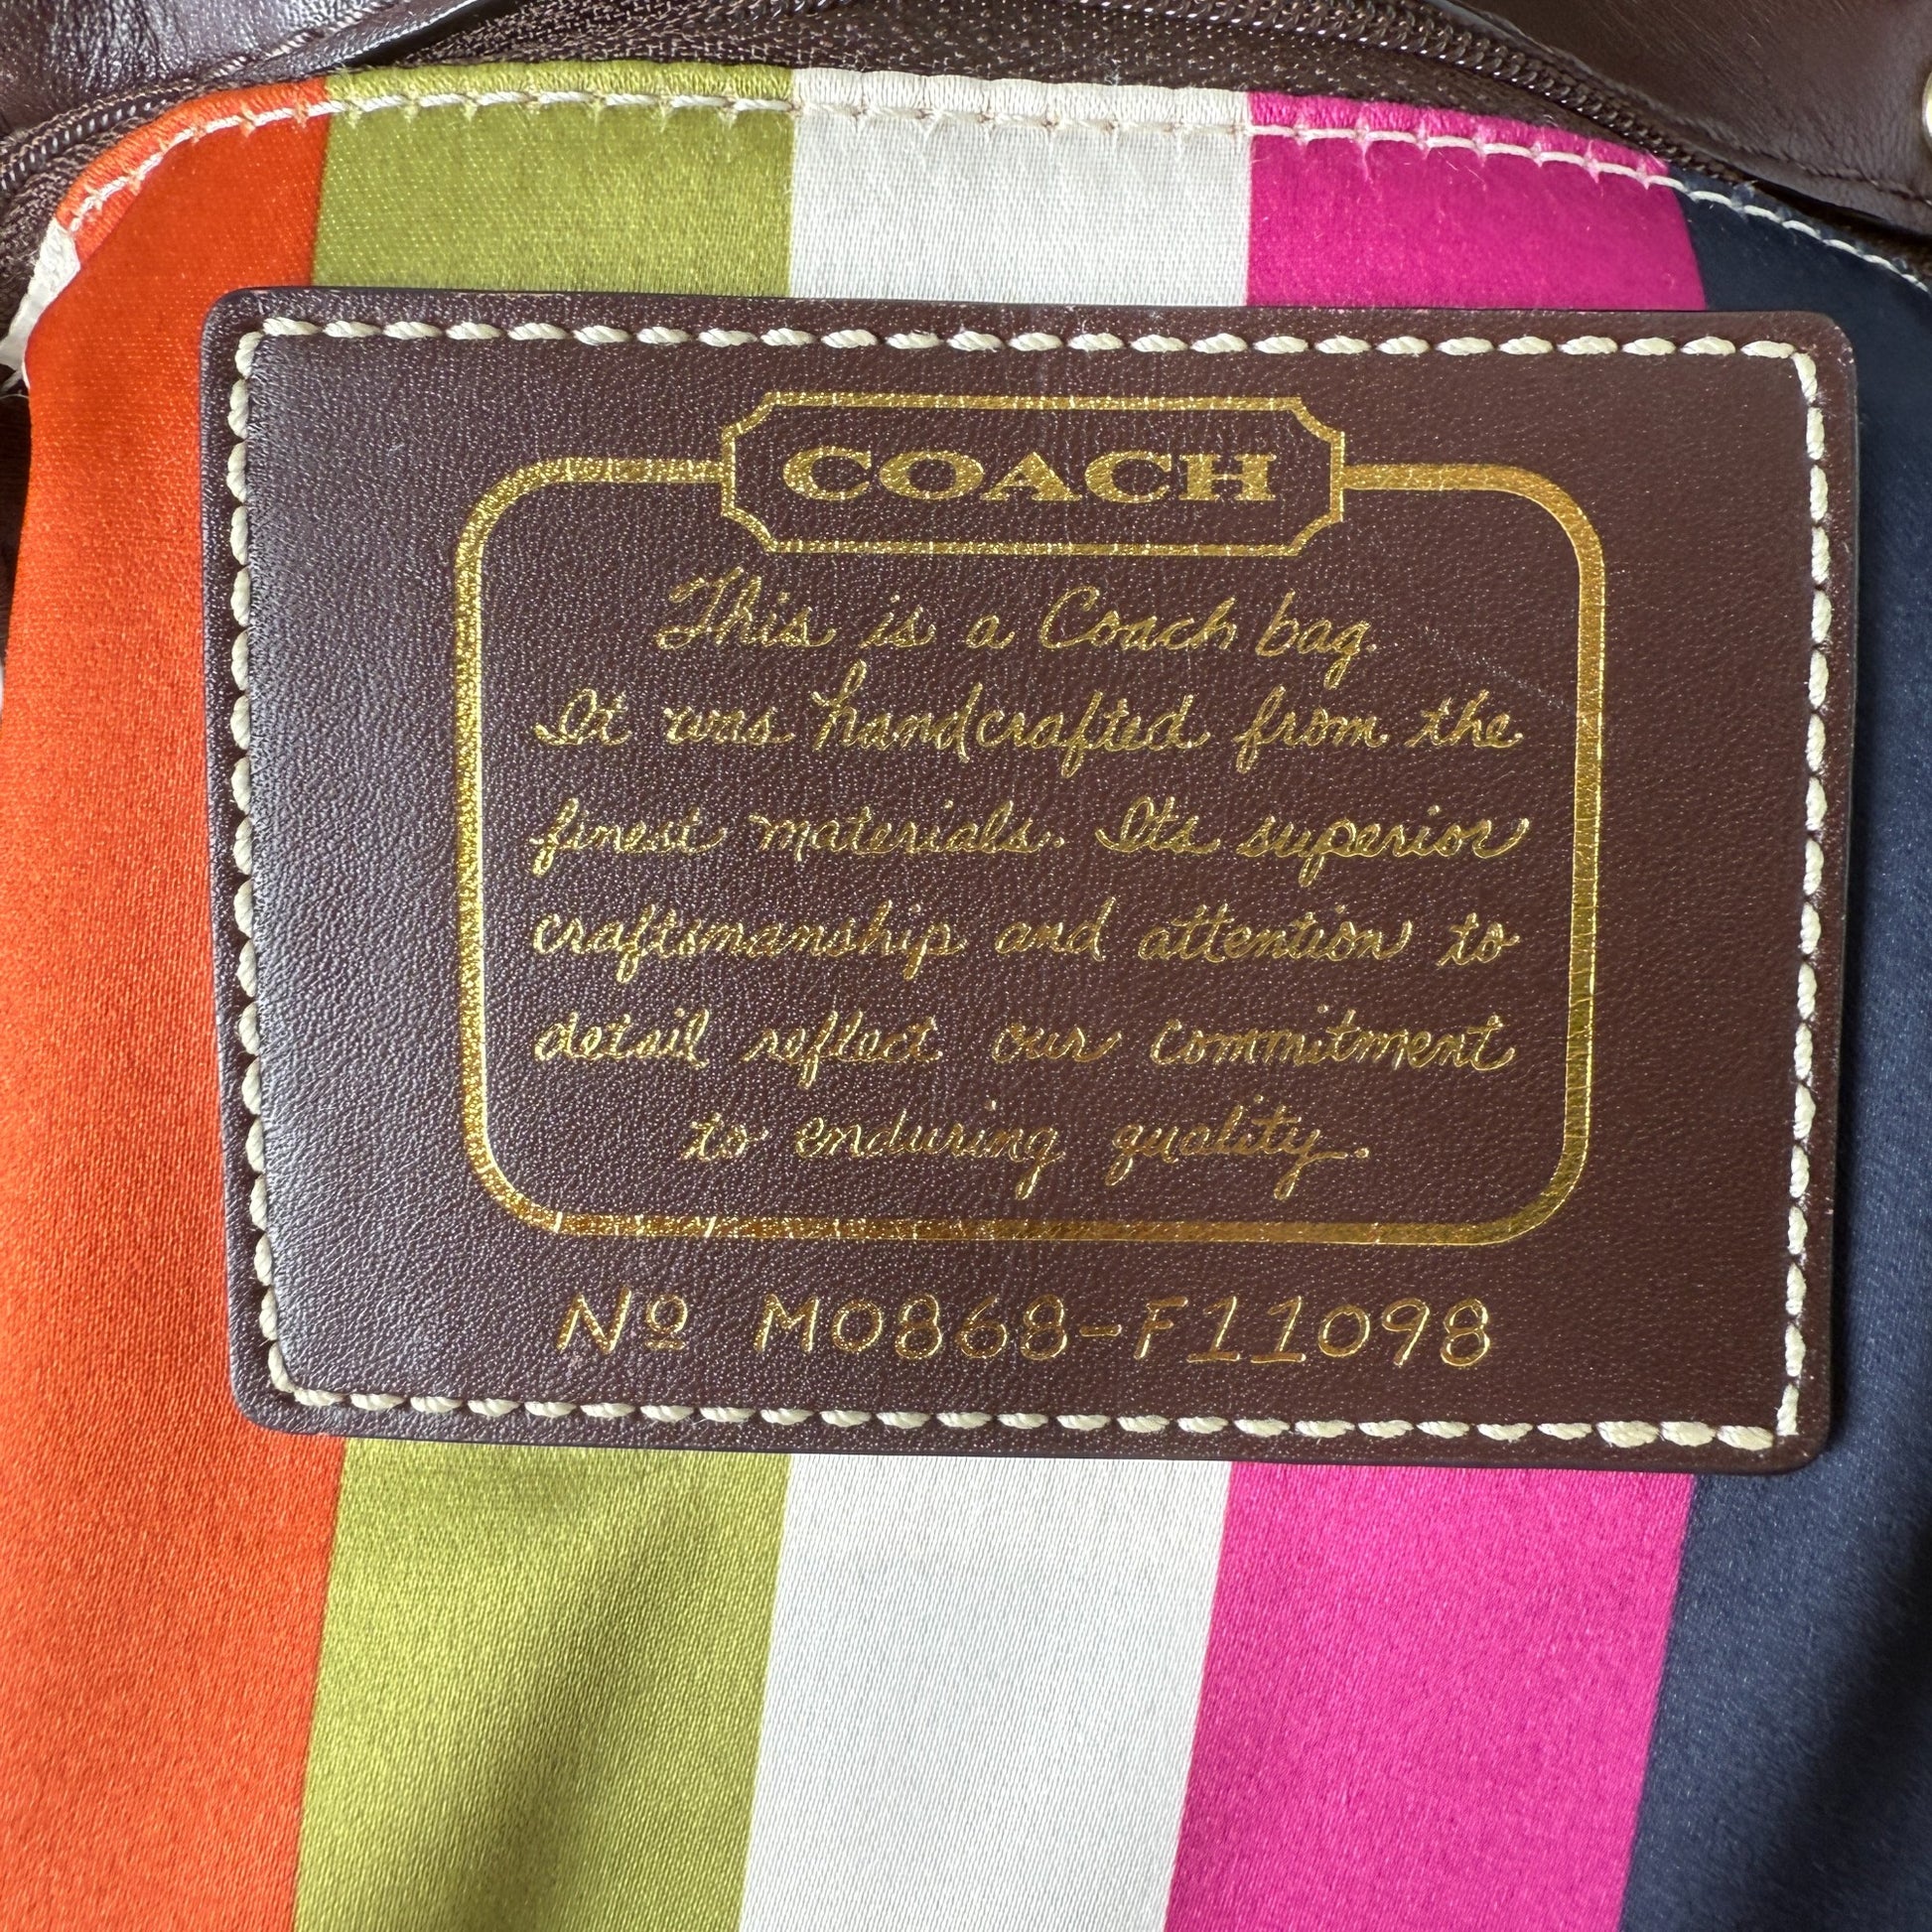 COACH
This is a Coach bag.
It was handcrafted from the
finest materials. Its superior
craftsmanship and attention to
detail reflect our commitment
to enduring quality.
Nº M0868-F11098